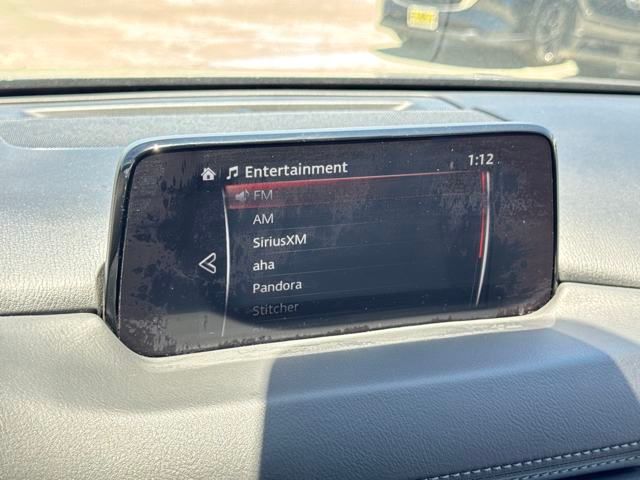 Entertainment 1:12
FM
AM
SiriusXM
aha
Pandora
Stitcher